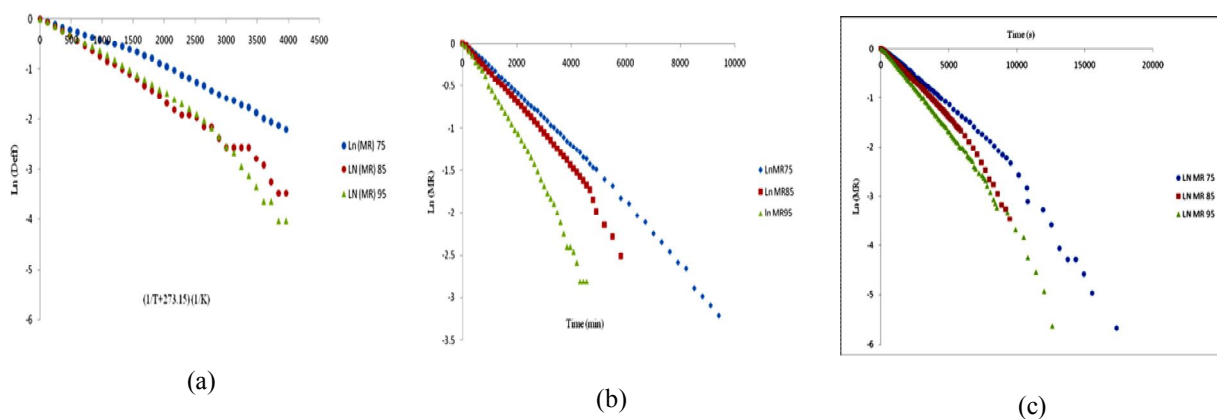 0 500 1000 1500 2000 2500 3000 3500 4000 4500
0
-1
-2
-3
-4
-5
-6
Ln (D-eff)
Ln (MR) 75
LN (MR) 85
LN (MR) 95
(1/T+273.15) (1/K)
(a)
0 2000 4000 6000 8000 10000
0
-0.5
-1
-1.5
-2
-2.5
-3
-3.5
Ln (MR)
LnMR75
Ln MR85
ln MR95
Time (min)
(b)
Time (s)
0 5000 10000 15000 20000
0
-1
-2
-3
-4
-5
-6
Ln (MR)
LN MR 75
LN MR 85
LN MR 95
(c)